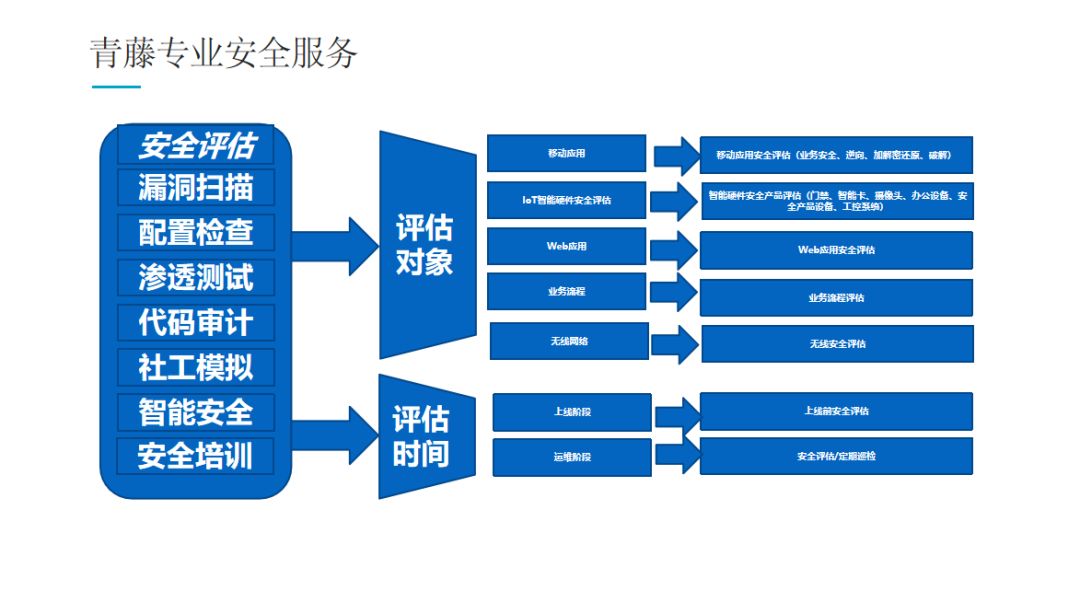 青藤专业安全服务
安全评估
漏洞扫描
配置检查
渗透测试
代码审计
社工模拟
智能安全
安全培训
评估
对象
移动应用
移动应用安全评估（业务安全、逆向、加解密还原、破解）
IoT智能硬件安全评估
智能硬件安全产品评估（门禁、智能卡、摄像头、办公设备、安
全产品设备、工控系统）
Web应用
Web应用安全评估
业务流程
业务流程评估
无线网络
无线安全评估
评估
时间
上线阶段
上线前安全评估
运维阶段
安全评估/定期巡检